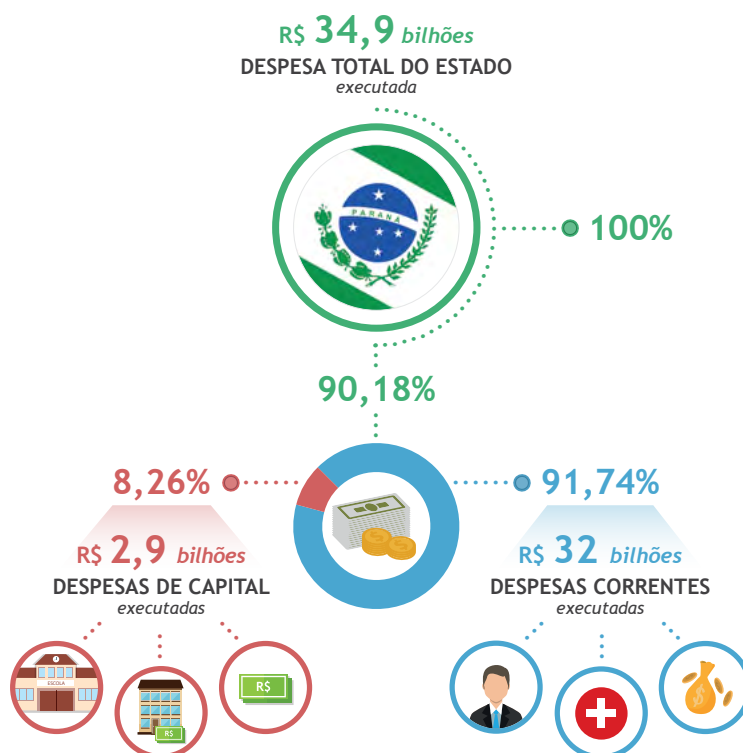 R$ 34,9 bilhões
DESPESA TOTAL DO ESTADO
executada
PARANÁ
100%
90,18%
8,26%
91,74%
R$ 2,9 bilhões
DESPESAS DE CAPITAL
executadas
R$ 32 bilhões
DESPESAS CORRENTES
executadas
ESCOLA
R$
R$